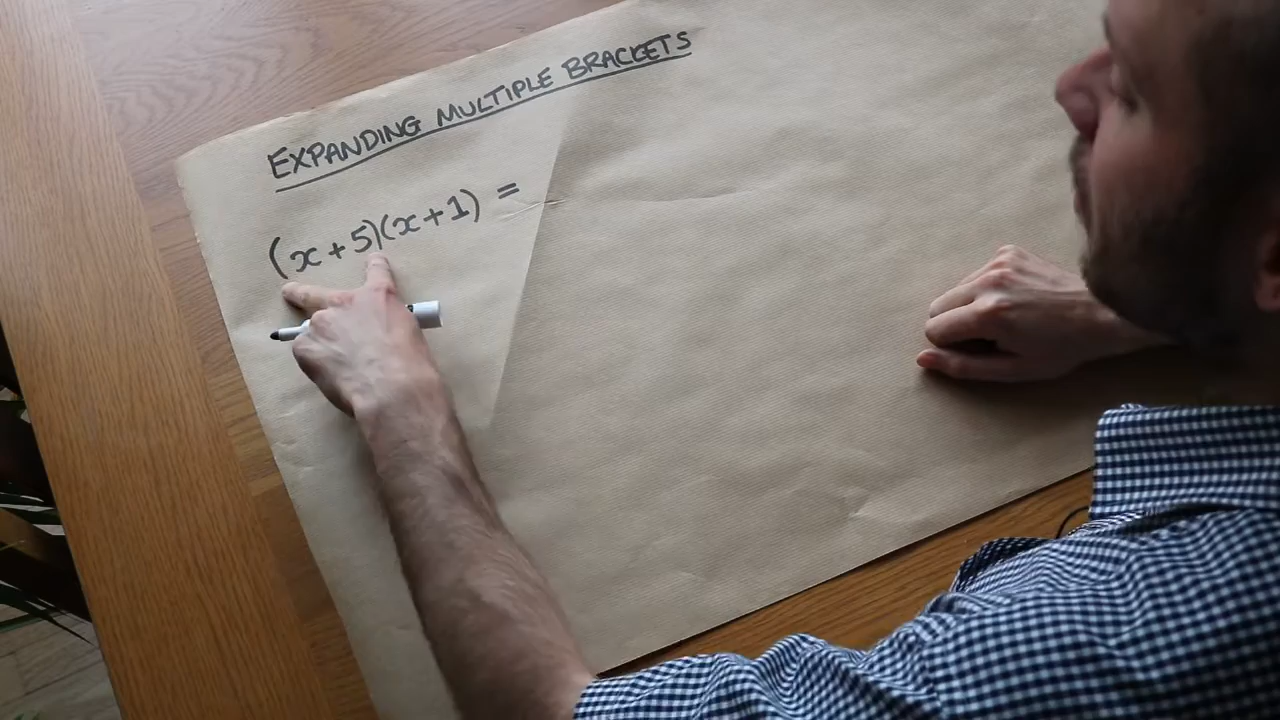 EXPANDING MULTIPLE BRACKETS
(x+5)(x+1) =